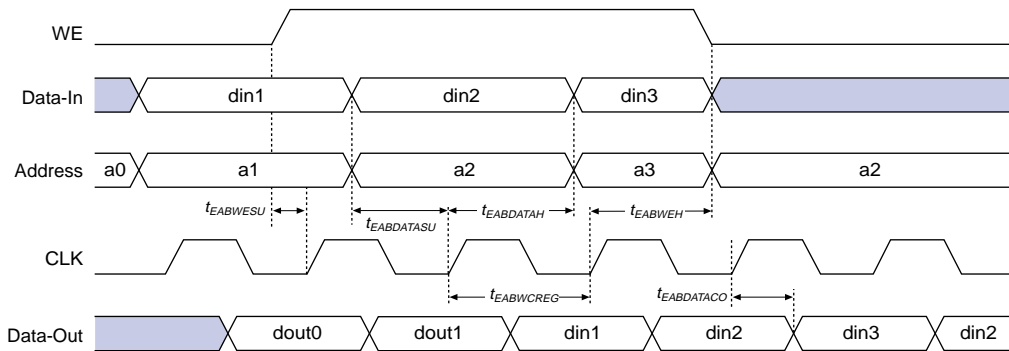 WE
Data-In din1 din2 din3
Address a0 a1 a2 a3 a2
tEABWESU tEABDATASU tEABDATAH tEABWEH
CLK
tEABWCREG tEABDATACO
Data-Out dout0 dout1 din1 din2 din3 din2